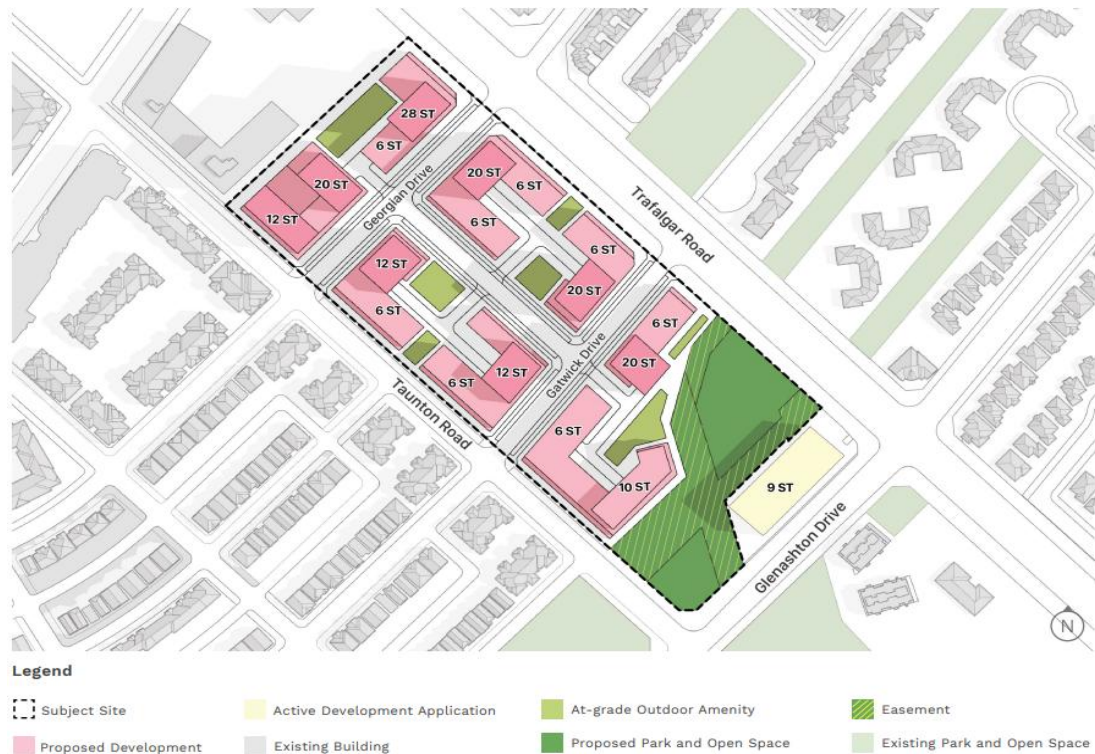 28 ST
6 ST
20 ST
12 ST
Georgian Drive
20 ST
6 ST
6 ST
6 ST
20 ST
Trafalgar Road
12 ST
6 ST
6 ST
12 ST
Taunton Road
Gatwick Drive
6 ST
20 ST
6 ST
10 ST
9 ST
Glenashton Drive
N
Legend
Subject Site
Active Development Application
At-grade Outdoor Amenity
Easement
Proposed Development
Existing Building
Proposed Park and Open Space
Existing Park and Open Space